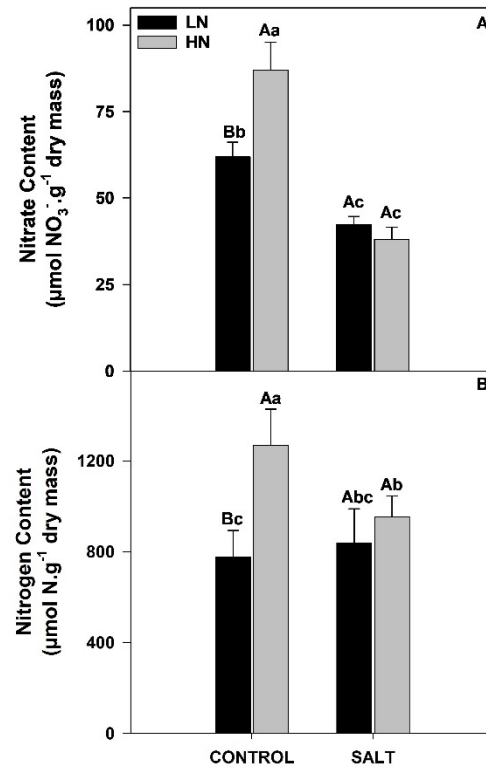 LN
HN
A
Nitrate Content
(µmol NO₃⁻.g⁻¹ dry mass)
100
75
50
25
0
Bb
Aa
Ac
Ac
B
Nitrogen Content
(µmol N.g⁻¹ dry mass)
1200
800
400
0
Bc
Aa
Abc
Ab
CONTROL
SALT